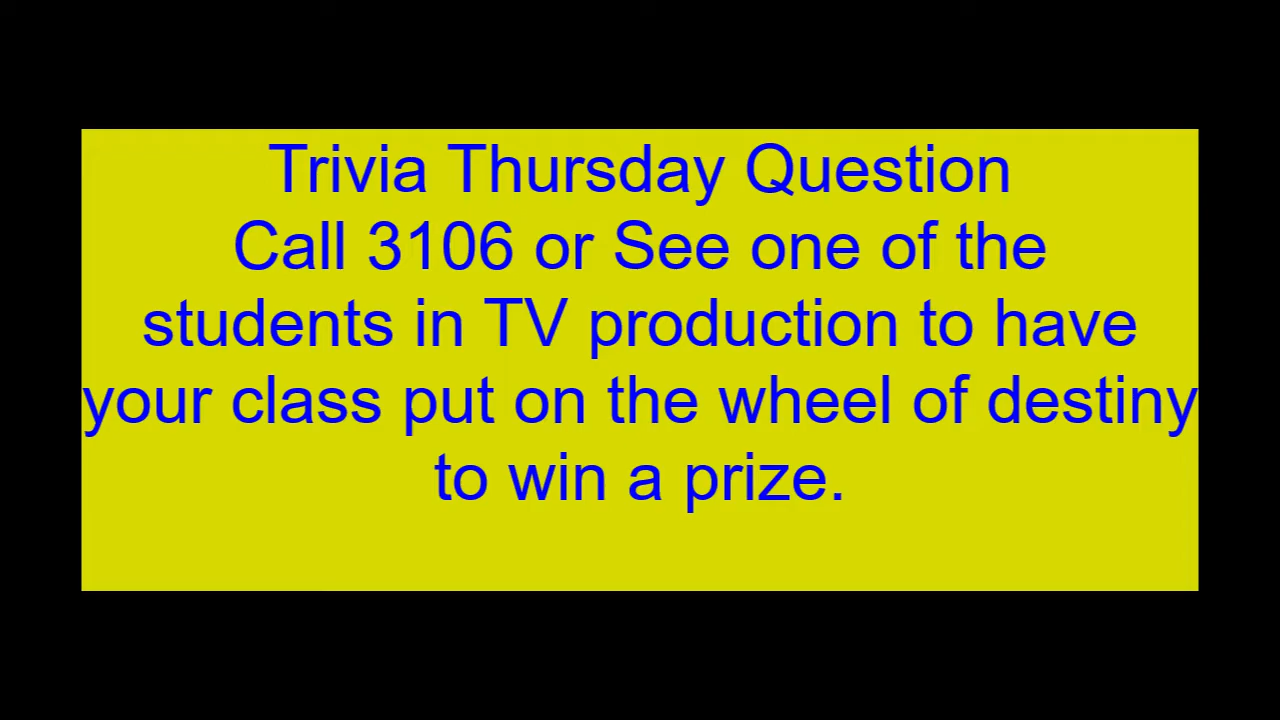 Trivia Thursday Question
Call 3106 or See one of the
students in TV production to have
your class put on the wheel of destiny
to win a prize.